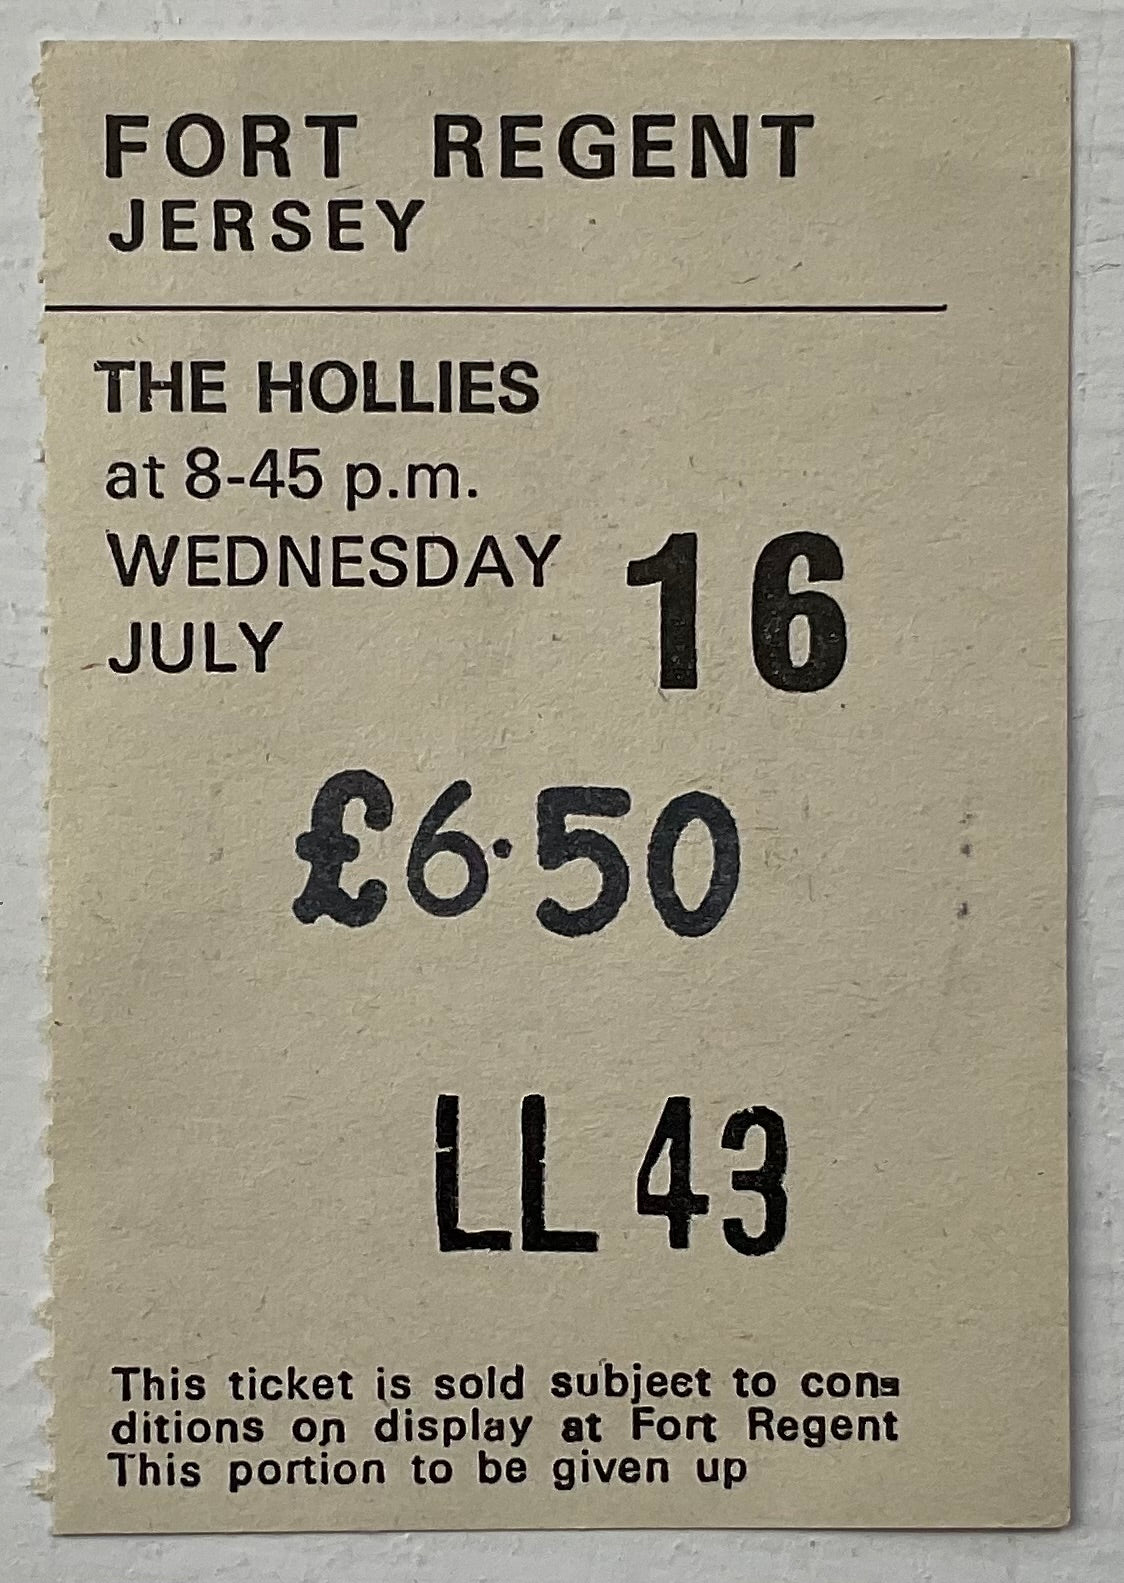 FORT REGENT
JERSEY
THE HOLLIES
at 8-45 p.m.
WEDNESDAY 16
JULY
£6·50
LL 43
This ticket is sold subject to con-
ditions on display at Fort Regent
This portion to be given up